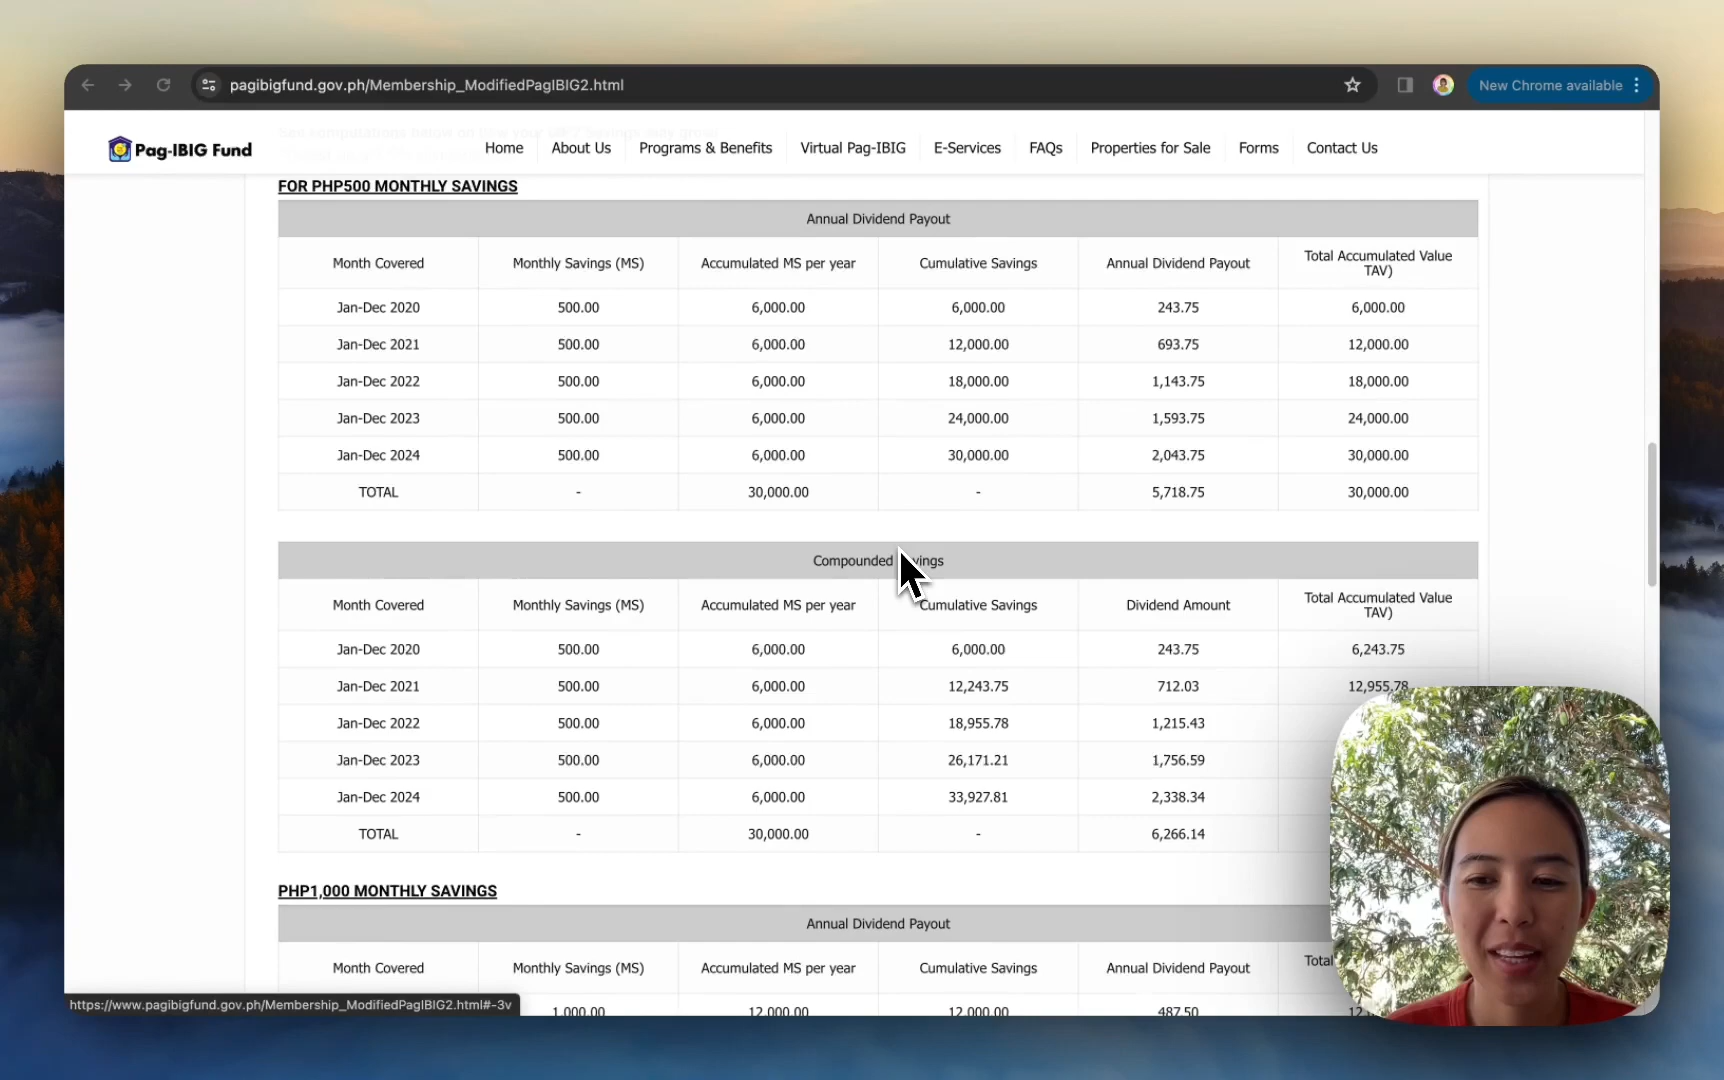 pagibigfund.gov.ph/Membership_ModifiedPagIBIG2.html
New Chrome available
Pag-IBIG Fund
Home About Us Programs & Benefits Virtual Pag-IBIG E-Services FAQs Properties for Sale Forms Contact Us
FOR PHP500 MONTHLY SAVINGS
Annual Dividend Payout
Month Covered Monthly Savings (MS) Accumulated MS per year Cumulative Savings Annual Dividend Payout Total Accumulated Value
TAV)
Jan-Dec 2020 500.00 6,000.00 6,000.00 243.75 6,000.00
Jan-Dec 2021 500.00 6,000.00 12,000.00 693.75 12,000.00
Jan-Dec 2022 500.00 6,000.00 18,000.00 1,143.75 18,000.00
Jan-Dec 2023 500.00 6,000.00 24,000.00 1,593.75 24,000.00
Jan-Dec 2024 500.00 6,000.00 30,000.00 2,043.75 30,000.00
TOTAL - 30,000.00 - 5,718.75 30,000.00
Compounded
Month Covered Monthly Savings (MS) Accumulated MS per year Cumulative Savings Dividend Amount Total Accumulated Value
TAV)
Jan-Dec 2020 500.00 6,000.00 6,000.00 243.75 6,243.75
Jan-Dec 2021 500.00 6,000.00 12,243.75 712.03 12,955.78
Jan-Dec 2022 500.00 6,000.00 18,955.78 1,215.43
Jan-Dec 2023 500.00 6,000.00 26,171.21 1,756.59
Jan-Dec 2024 500.00 6,000.00 33,927.81 2,338.34
TOTAL - 30,000.00 - 6,266.14
PHP1,000 MONTHLY SAVINGS
Annual Dividend Payout
Month Covered Monthly Savings (MS) Accumulated MS per year Cumulative Savings Annual Dividend Payout Total
1,000.00 12,000.00 12,000.00 487.50
https://www.pagibigfund.gov.ph/Membership_ModifiedPagIBIG2.html#-3v